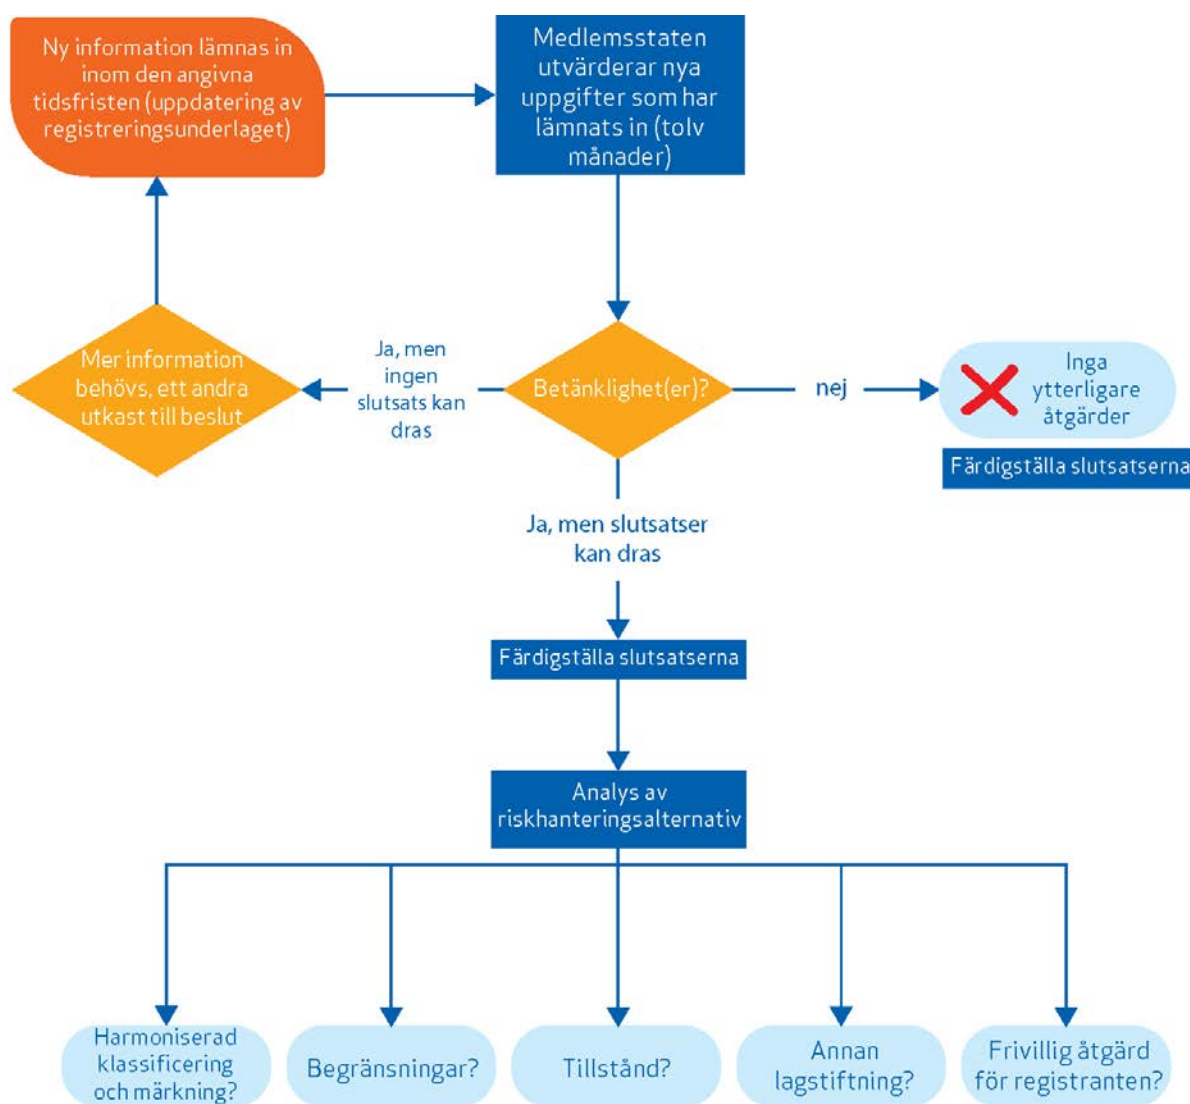 Ny information lämnas in
inom den angivna
tidsfristen (uppdatering av
registreringsunderlaget)
Medlemsstaten
utvärderar nya
uppgifter som har
lämnats in (tolv
månader)
Mer information
behövs, ett andra
utkast till beslut
Ja, men
ingen
slutsats kan
dras
Betänklighet(er)?
nej
Inga
ytterligare
åtgärder
Färdigställa slutsatserna
Ja, men slutsatser
kan dras
Färdigställa slutsatserna
Analys av
riskhanteringsalternativ
Harmoniserad
klassificering
och märkning?
Begränsningar?
Tillstånd?
Annan
lagstiftning?
Frivillig åtgärd
för registranten?